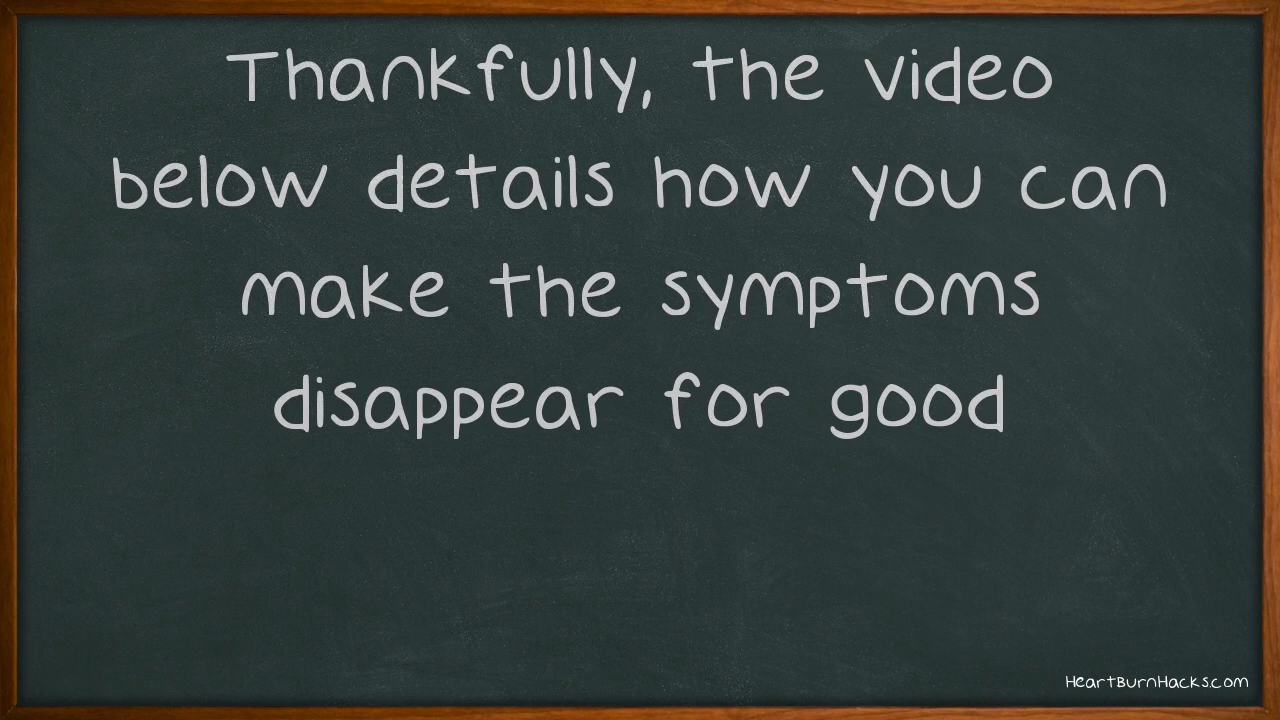 Thankfully, the video
below details how you can
make the symptoms
disappear for good
HeartBurnHacks.com